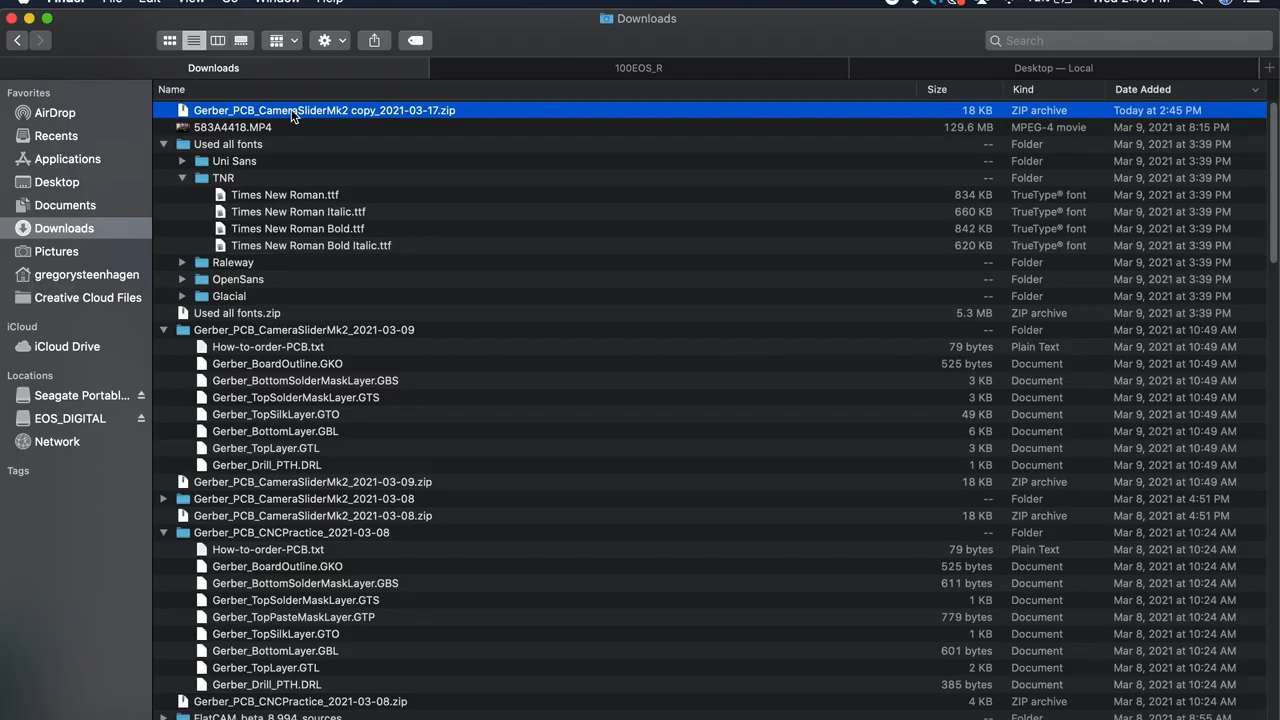 Finder File Edit View Go Window Help
Downloads
Search
Downloads 100EOS_R Desktop — Local
Favorites
AirDrop
Recents
Applications
Desktop
Documents
Downloads
Pictures
gregorysteenhagen
Creative Cloud Files
iCloud
iCloud Drive
Locations
Seagate Portabl...
EOS_DIGITAL
Network
Tags
Name Size Kind Date Added
Gerber_PCB_CameraSliderMk2 copy_2021-03-17.zip 18 KB ZIP archive Today at 2:45 PM
583A4418.MP4 129.6 MB MPEG-4 movie Mar 9, 2021 at 8:15 PM
Used all fonts -- Folder Mar 9, 2021 at 3:39 PM
Uni Sans -- Folder Mar 9, 2021 at 3:39 PM
TNR -- Folder Mar 9, 2021 at 3:39 PM
Times New Roman.ttf 834 KB TrueType® font Mar 9, 2021 at 3:39 PM
Times New Roman Italic.ttf 660 KB TrueType® font Mar 9, 2021 at 3:39 PM
Times New Roman Bold.ttf 842 KB TrueType® font Mar 9, 2021 at 3:39 PM
Times New Roman Bold Italic.ttf 620 KB TrueType® font Mar 9, 2021 at 3:39 PM
Raleway -- Folder Mar 9, 2021 at 3:39 PM
OpenSans -- Folder Mar 9, 2021 at 3:39 PM
Glacial -- Folder Mar 9, 2021 at 3:39 PM
Used all fonts.zip 5.3 MB ZIP archive Mar 9, 2021 at 3:39 PM
Gerber_PCB_CameraSliderMk2_2021-03-09 -- Folder Mar 9, 2021 at 10:49 AM
How-to-order-PCB.txt 79 bytes Plain Text Mar 9, 2021 at 10:49 AM
Gerber_BoardOutline.GKO 525 bytes Document Mar 9, 2021 at 10:49 AM
Gerber_BottomSolderMaskLayer.GBS 3 KB Document Mar 9, 2021 at 10:49 AM
Gerber_TopSolderMaskLayer.GTS 3 KB Document Mar 9, 2021 at 10:49 AM
Gerber_TopSilkLayer.GTO 49 KB Document Mar 9, 2021 at 10:49 AM
Gerber_BottomLayer.GBL 6 KB Document Mar 9, 2021 at 10:49 AM
Gerber_TopLayer.GTL 3 KB Document Mar 9, 2021 at 10:49 AM
Gerber_Drill_PTH.DRL 1 KB Document Mar 9, 2021 at 10:49 AM
Gerber_PCB_CameraSliderMk2_2021-03-09.zip 18 KB ZIP archive Mar 9, 2021 at 10:49 AM
Gerber_PCB_CameraSliderMk2_2021-03-08 -- Folder Mar 8, 2021 at 4:51 PM
Gerber_PCB_CameraSliderMk2_2021-03-08.zip 18 KB ZIP archive Mar 8, 2021 at 4:51 PM
Gerber_PCB_CNCPractice_2021-03-08 -- Folder Mar 8, 2021 at 10:24 AM
How-to-order-PCB.txt 79 bytes Plain Text Mar 8, 2021 at 10:24 AM
Gerber_BoardOutline.GKO 525 bytes Document Mar 8, 2021 at 10:24 AM
Gerber_BottomSolderMaskLayer.GBS 611 bytes Document Mar 8, 2021 at 10:24 AM
Gerber_TopSolderMaskLayer.GTS 1 KB Document Mar 8, 2021 at 10:24 AM
Gerber_TopPasteMaskLayer.GTP 779 bytes Document Mar 8, 2021 at 10:24 AM
Gerber_TopSilkLayer.GTO 1 KB Document Mar 8, 2021 at 10:24 AM
Gerber_BottomLayer.GBL 601 bytes Document Mar 8, 2021 at 10:24 AM
Gerber_TopLayer.GTL 2 KB Document Mar 8, 2021 at 10:24 AM
Gerber_Drill_PTH.DRL 385 bytes Document Mar 8, 2021 at 10:24 AM
Gerber_PCB_CNCPractice_2021-03-08.zip 4 KB ZIP archive Mar 8, 2021 at 10:24 AM
FlatCAM_beta_8.994_sources -- Folder Mar 8, 2021 at 8:55 AM